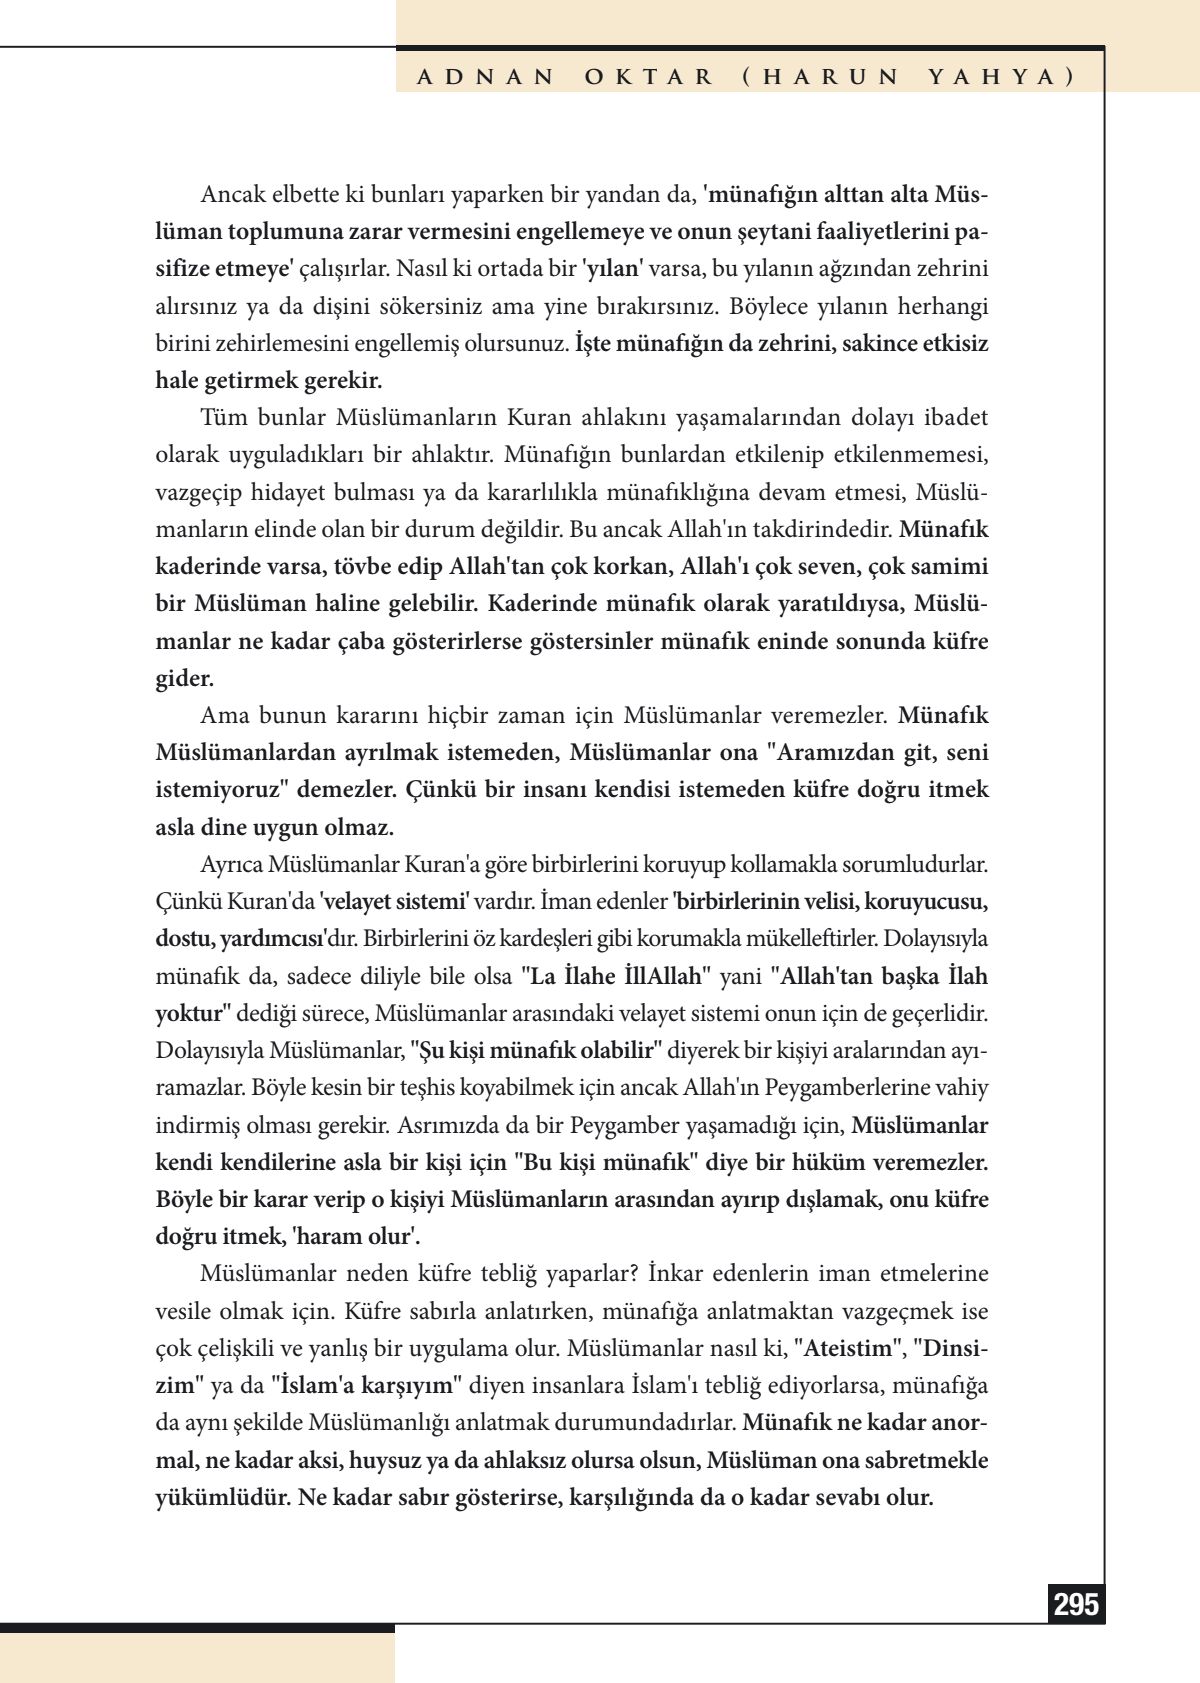 ADNAN OKTAR (HARUN YAHYA)
Ancak elbette ki bunları yaparken bir yandan da, 'münafığın alttan alta Müs-
lüman toplumuna zarar vermesini engellemeye ve onun şeytani faaliyetlerini pa-
sifize etmeye' çalışırlar. Nasıl ki ortada bir 'yılan' varsa, bu yılanın ağzından zehrini
alırsınız ya da dişini sökersiniz ama yine bırakırsınız. Böylece yılanın herhangi
birini zehirlemesini engellemiş olursunuz. İşte münafığın da zehrini, sakince etkisiz
hale getirmek gerekir.
Tüm bunlar Müslümanların Kuran ahlakını yaşamalarından dolayı ibadet
olarak uyguladıkları bir ahlaktır. Münafığın bunlardan etkilenip etkilenmemesi,
vazgeçip hidayet bulması ya da kararlılıkla münafıklığına devam etmesi, Müslü-
manların elinde olan bir durum değildir. Bu ancak Allah'ın takdirindedir. Münafık
kaderinde varsa, tövbe edip Allah'tan çok korkan, Allah'ı çok seven, çok samimi
bir Müslüman haline gelebilir. Kaderinde münafık olarak yaratıldıysa, Müslü-
manlar ne kadar çaba gösterirlerse göstersinler münafık eninde sonunda küfre
gider.
Ama bunun kararını hiçbir zaman için Müslümanlar veremezler. Münafık
Müslümanlardan ayrılmak istemeden, Müslümanlar ona "Aramızdan git, seni
istemiyoruz" demezler. Çünkü bir insanı kendisi istemeden küfre doğru itmek
asla dine uygun olmaz.
Ayrıca Müslümanlar Kuran'a göre birbirlerini koruyup kollamakla sorumludurlar.
Çünkü Kuran'da 'velayet sistemi' vardır. İman edenler 'birbirlerinin velisi, koruyucusu,
dostu, yardımcısı'dır. Birbirlerini öz kardeşleri gibi korumakla mükelleftirler. Dolayısıyla
münafık da, sadece diliyle bile olsa "La İlahe İllAllah" yani "Allah'tan başka İlah
yoktur" dediği sürece, Müslümanlar arasındaki velayet sistemi onun için de geçerlidir.
Dolayısıyla Müslümanlar, "Şu kişi münafık olabilir" diyerek bir kişiyi aralarından ayı-
ramazlar. Böyle kesin bir teşhis koyabilmek için ancak Allah'ın Peygamberlerine vahiy
indirmiş olması gerekir. Asrımızda da bir Peygamber yaşamadığı için, Müslümanlar
kendi kendilerine asla bir kişi için "Bu kişi münafık" diye bir hüküm veremezler.
Böyle bir karar verip o kişiyi Müslümanların arasından ayırıp dışlamak, onu küfre
doğru itmek, 'haram olur'.
Müslümanlar neden küfre tebliğ yaparlar? İnkar edenlerin iman etmelerine
vesile olmak için. Küfre sabırla anlatırken, münafığa anlatmaktan vazgeçmek ise
çok çelişkili ve yanlış bir uygulama olur. Müslümanlar nasıl ki, "Ateistim", "Dinsi-
zim" ya da "İslam'a karşıyım" diyen insanlara İslam'ı tebliğ ediyorlarsa, münafığa
da aynı şekilde Müslümanlığı anlatmak durumundadırlar. Münafık ne kadar anor-
mal, ne kadar aksi, huysuz ya da ahlaksız olursa olsun, Müslüman ona sabretmekle
yükümlüdür. Ne kadar sabır gösterirse, karşılığında da o kadar sevabı olur.
295